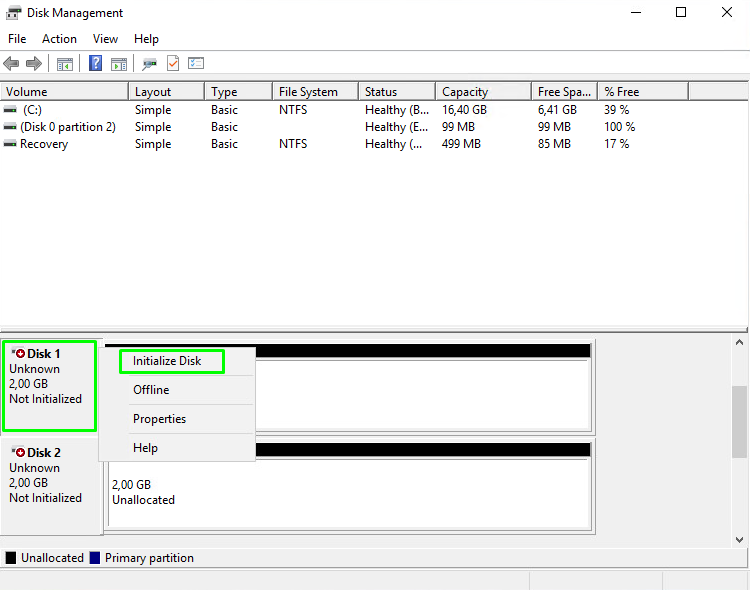 Disk Management
File Action View Help
Volume Layout Type File System Status Capacity Free Spa... % Free
(C:) Simple Basic NTFS Healthy (B... 16,40 GB 6,41 GB 39 %
(Disk 0 partition 2) Simple Basic Healthy (E... 99 MB 99 MB 100 %
Recovery Simple Basic NTFS Healthy (... 499 MB 85 MB 17 %
Disk 1
Unknown
2,00 GB
Not Initialized
Initialize Disk
Offline
Properties
Help
Disk 2
Unknown
2,00 GB
Not Initialized
2,00 GB
Unallocated
Unallocated Primary partition